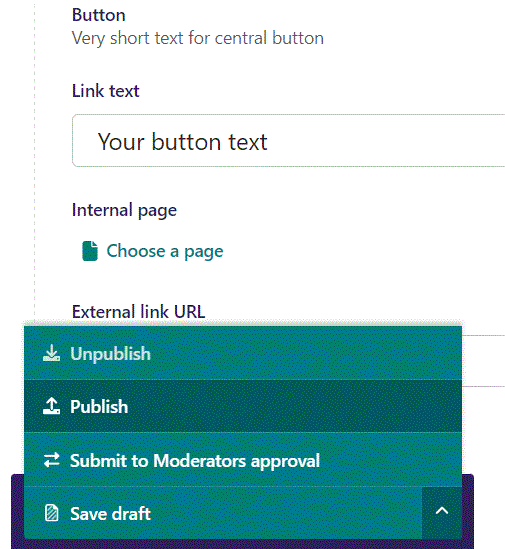 Button
Very short text for central button
Link text
Your button text
Internal page
Choose a page
External link URL
Unpublish
Publish
Submit to Moderators approval
Save draft